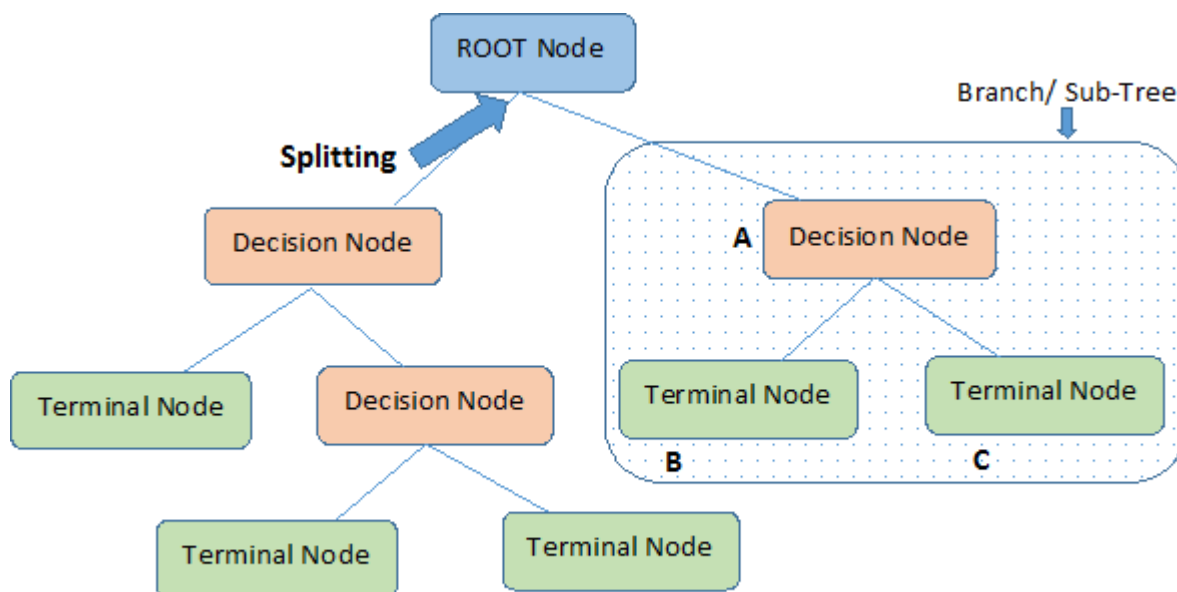 ROOT Node
Branch/ Sub-Tree
Splitting
Decision Node
A
Decision Node
Terminal Node
Decision Node
Terminal Node
Terminal Node
B
C
Terminal Node
Terminal Node